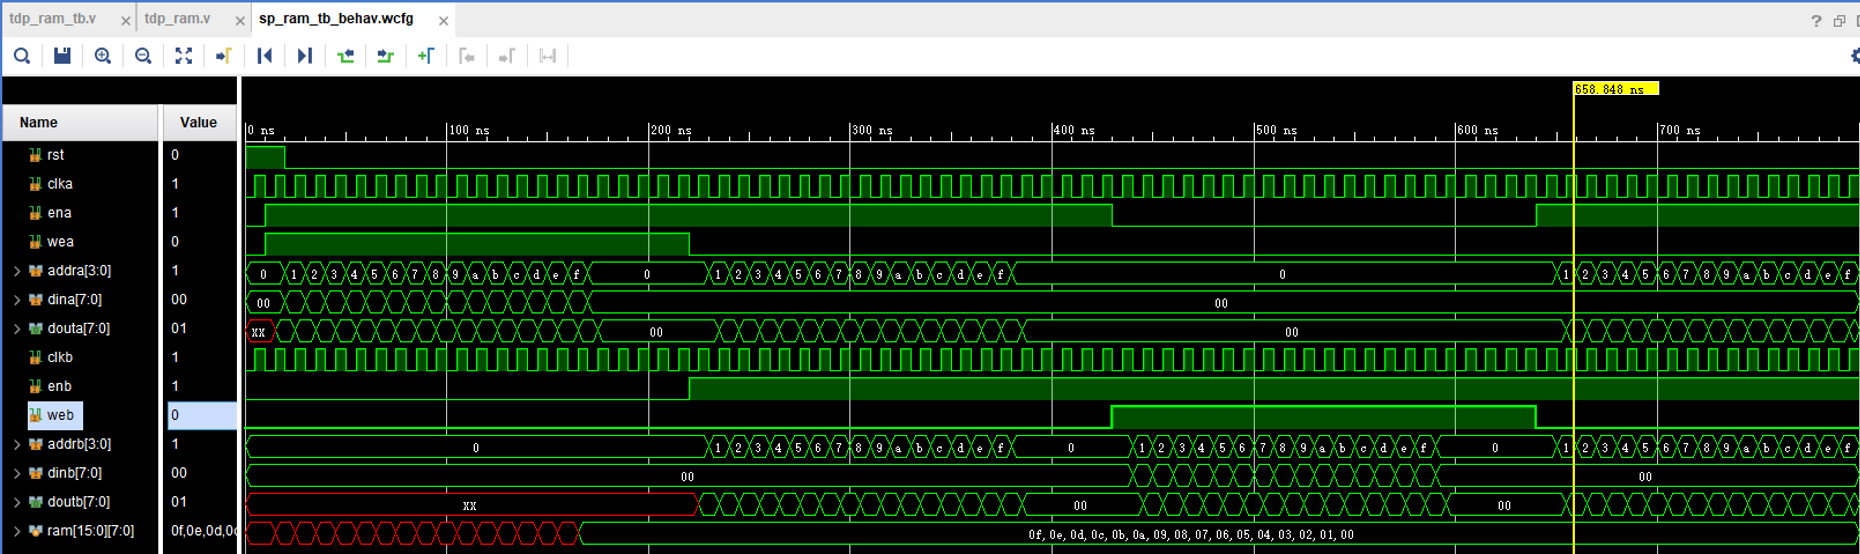 tdp_ram_tb.v × tdp_ram.v × sp_ram_tb_behav.wcfg ×
?
658.848 ns
Name Value 0 ns 100 ns 200 ns 300 ns 400 ns 500 ns 600 ns 700 ns
rst 0
clka 1
ena 1
wea 0
addra[3:0] 1 0 1 2 3 4 5 6 7 8 9 a b c d e f 0 1 2 3 4 5 6 7 8 9 a b c d e f 0 1 2 3 4 5 6 7 8 9 a b c d e f
dina[7:0] 00 00 00
douta[7:0] 01 XX 00 00
clkb 1
enb 1
web 0
addrb[3:0] 1 0 1 2 3 4 5 6 7 8 9 a b c d e f 0 1 2 3 4 5 6 7 8 9 a b c d e f 0 1 2 3 4 5 6 7 8 9 a b c d e f
dinb[7:0] 00 00 00
doutb[7:0] 01 XX 00 00
ram[15:0][7:0] 0f,0e,0d,0c 0f, 0e, 0d, 0c, 0b, 0a, 09, 08, 07, 06, 05, 04, 03, 02, 01, 00